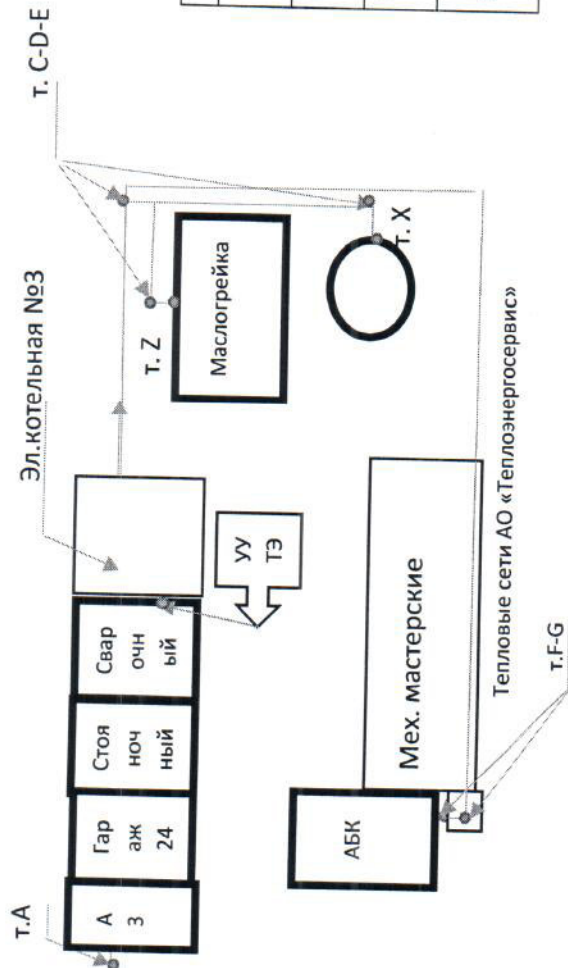 т. C-D-E
Эл.котельная №3
т. Z
Маслогрейка
т. X
УУ
ТЭ
Свар
очн
ый
Стоя
ноч
ный
Гар
аж
24
А
З
т.А
Мех. мастерские
АБК
Тепловые сети АО «Теплоэнергосервис»
т.F-G